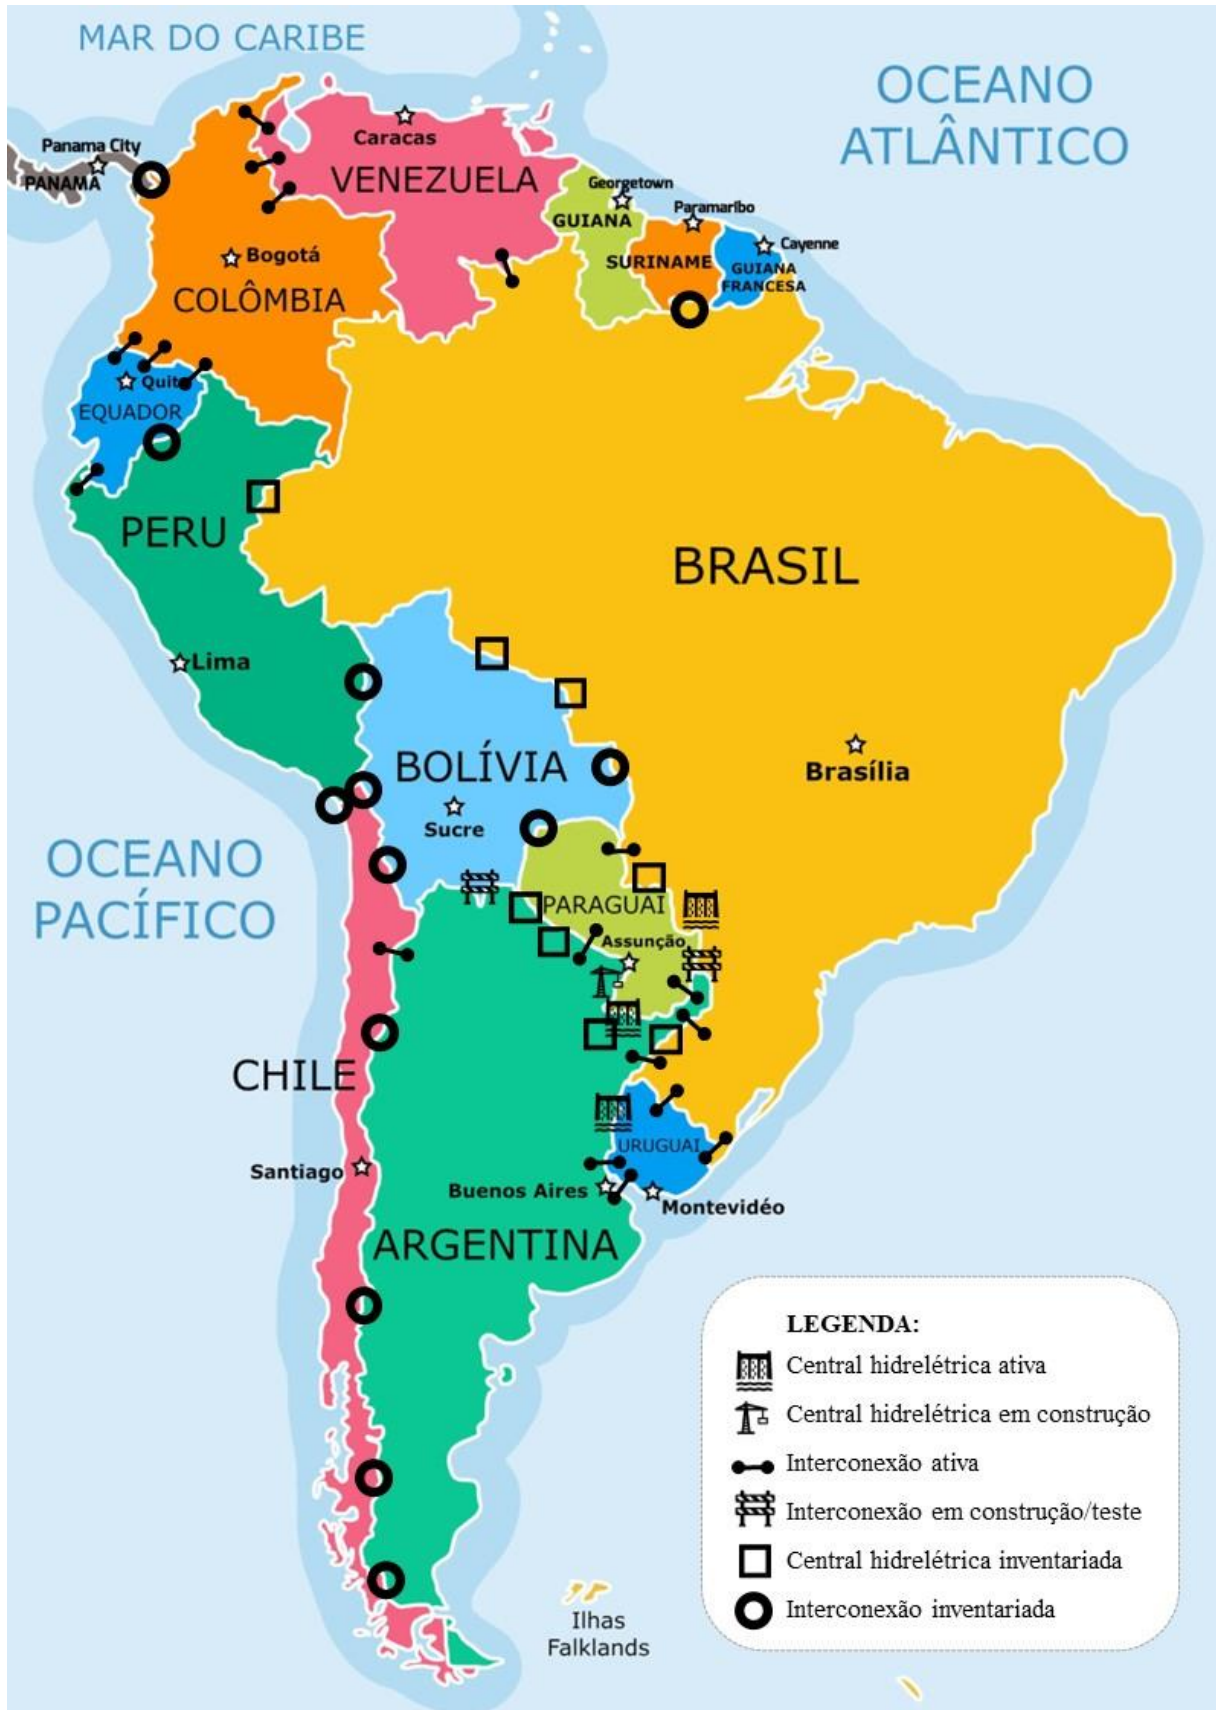 MAR DO CARIBE
OCEANO
ATLÂNTICO
Panama City
PANAMÁ
Caracas
VENEZUELA
Georgetown
GUIANA
Paramaribo
SURINAME
Cayenne
GUIANA
FRANCESA
Bogotá
COLÔMBIA
Quit
EQUADOR
PERU
BRASIL
Lima
BOLÍVIA
Sucre
Brasília
OCEANO
PACÍFICO
PARAGUAI
Assunção
CHILE
URUGUAI
Santiago
Buenos Aires
Montevidéo
ARGENTINA
LEGENDA:
Central hidrelétrica ativa
Central hidrelétrica em construção
Interconexão ativa
Interconexão em construção/teste
Central hidrelétrica inventariada
Interconexão inventariada
Ilhas
Falklands